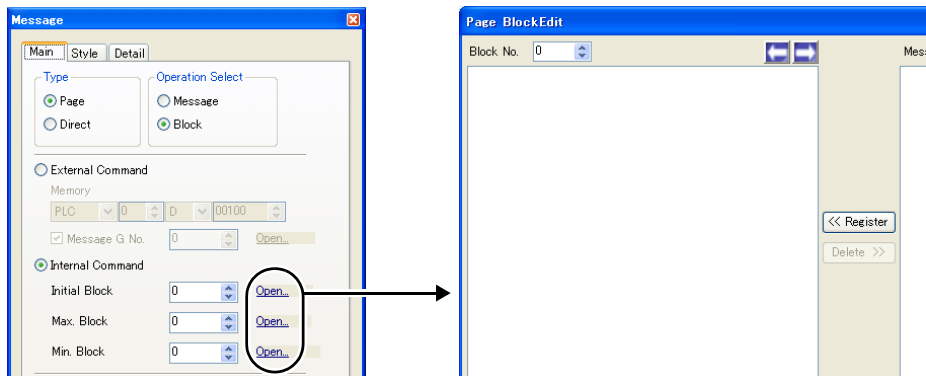 Message
Main Style Detail
Type
Page
Direct
Operation Select
Message
Block
External Command
Memory
PLC 0 D 00100
Message G No. 0 Open...
Internal Command
Initial Block 0 Open...
Max. Block 0 Open...
Min. Block 0 Open...
Page BlockEdit
Block No. 0
Mess
<< Register
Delete >>